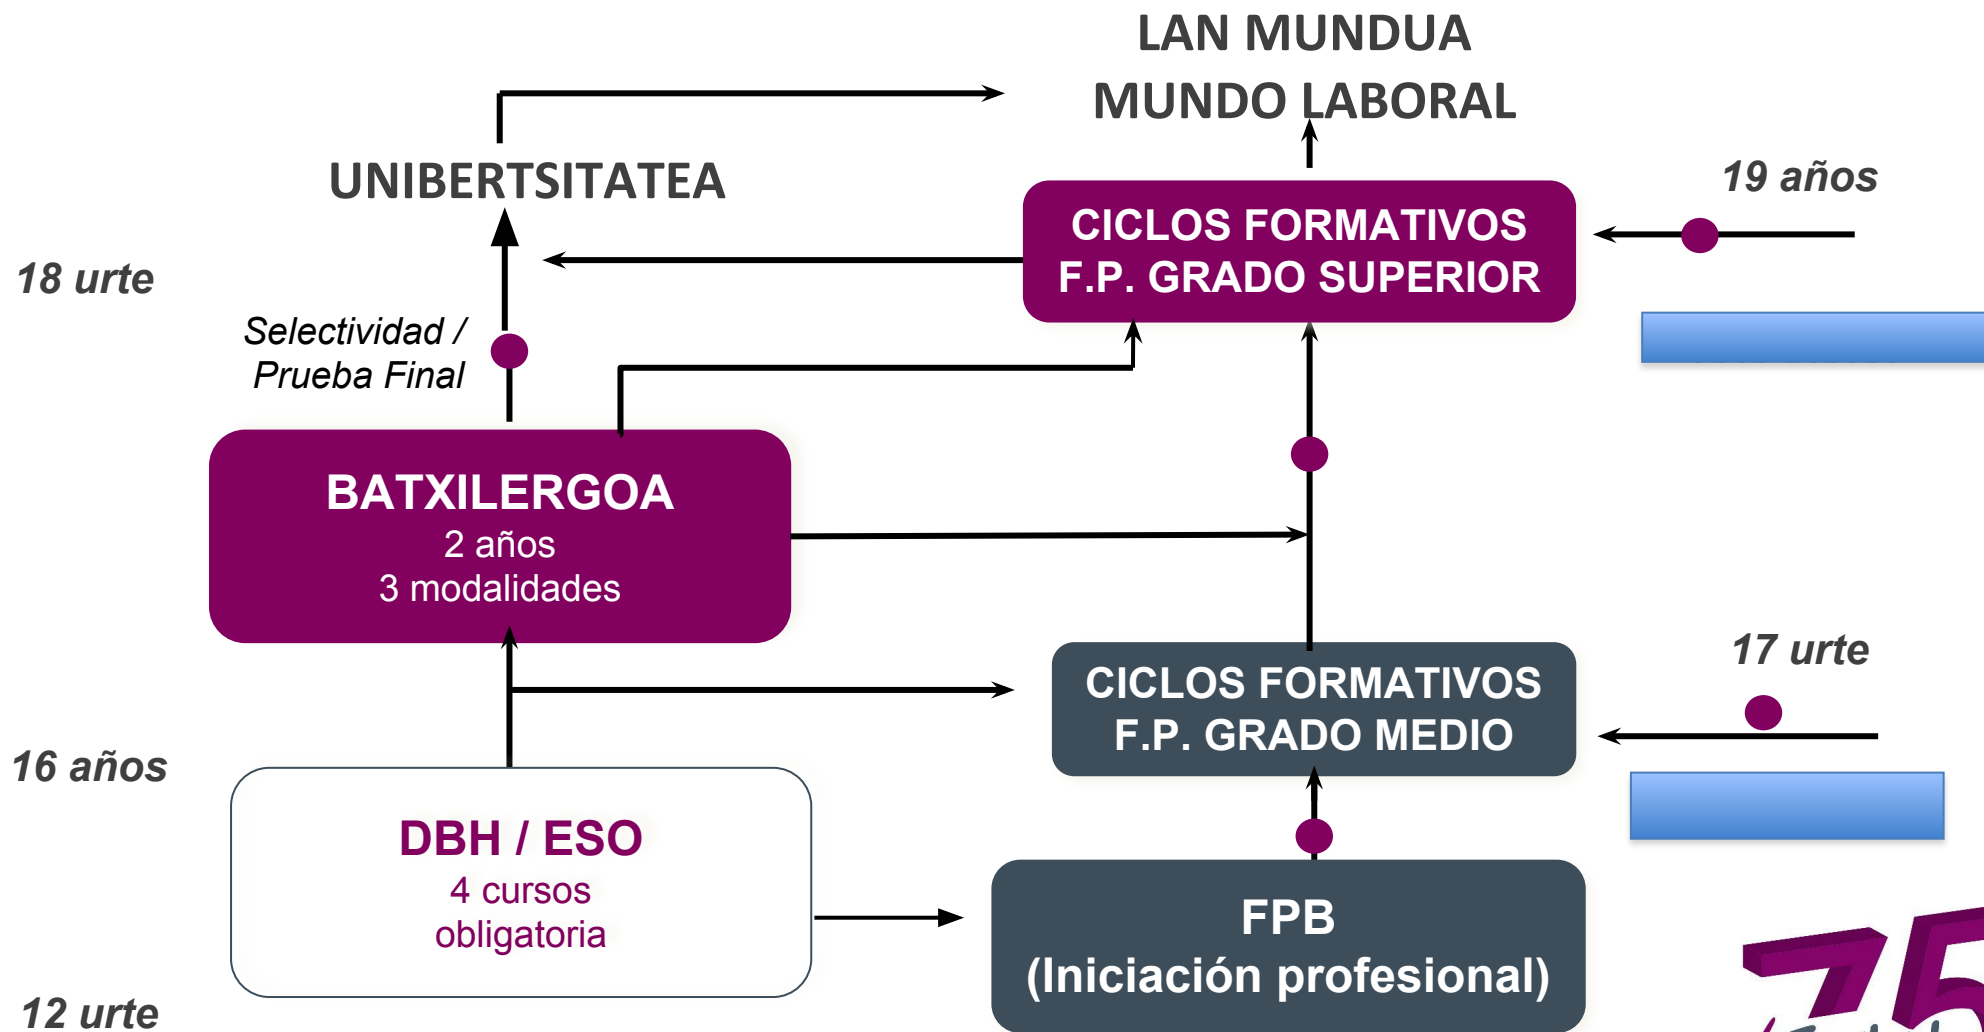 LAN MUNDUA
MUNDO LABORAL
UNIBERTSITATEA
19 años
CICLOS FORMATIVOS
F.P. GRADO SUPERIOR
18 urte
Selectividad /
Prueba Final
BATXILERGOA
2 años
3 modalidades
17 urte
CICLOS FORMATIVOS
F.P. GRADO MEDIO
16 años
DBH / ESO
4 cursos
obligatoria
FPB
(Iniciación profesional)
12 urte
75